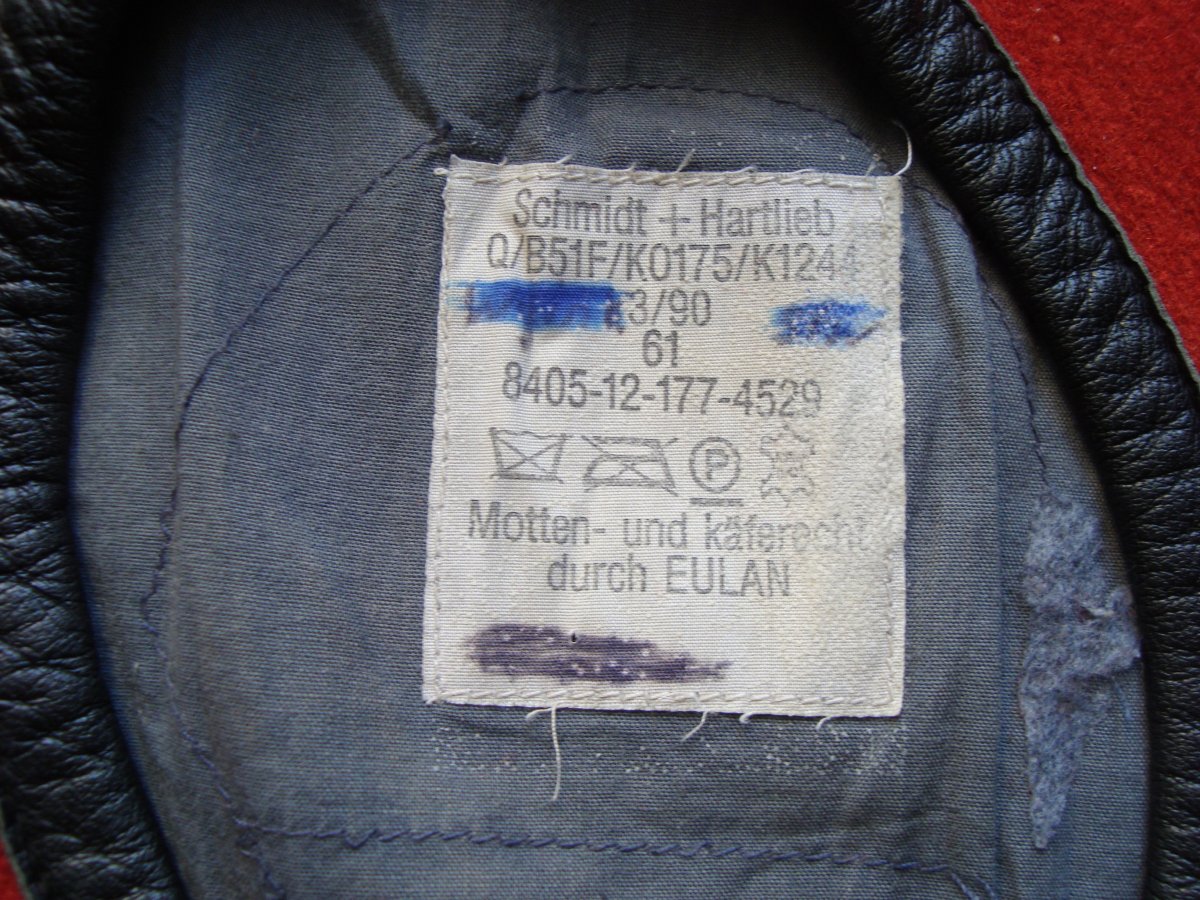 Schmidt + Hartlieb
Q/B51F/K0175/K1244
3/90
61
8405-12-177-4529
P
Motten- und käferecht
durch EULAN